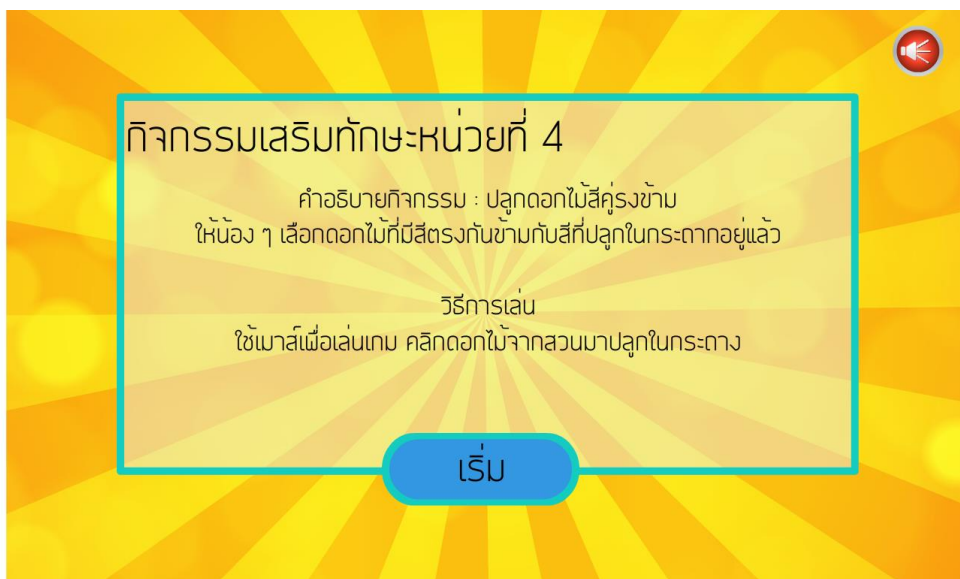 กิจกรรมเสริมทักษะหน่วยที่ 4
คำอธิบายกิจกรรม : ปลูกดอกไม้สีคู่รงข้าม
ให้น้อง ๆ เลือกดอกไม้ที่มีสีตรงกันข้ามกับสีที่ปลูกในกระถากอยู่แล้ว
วิธีการเล่น
ใช้เมาส์เพื่อเล่นเกม คลิกดอกไม้จากสวนมาปลูกในกระถาง
เริ่ม